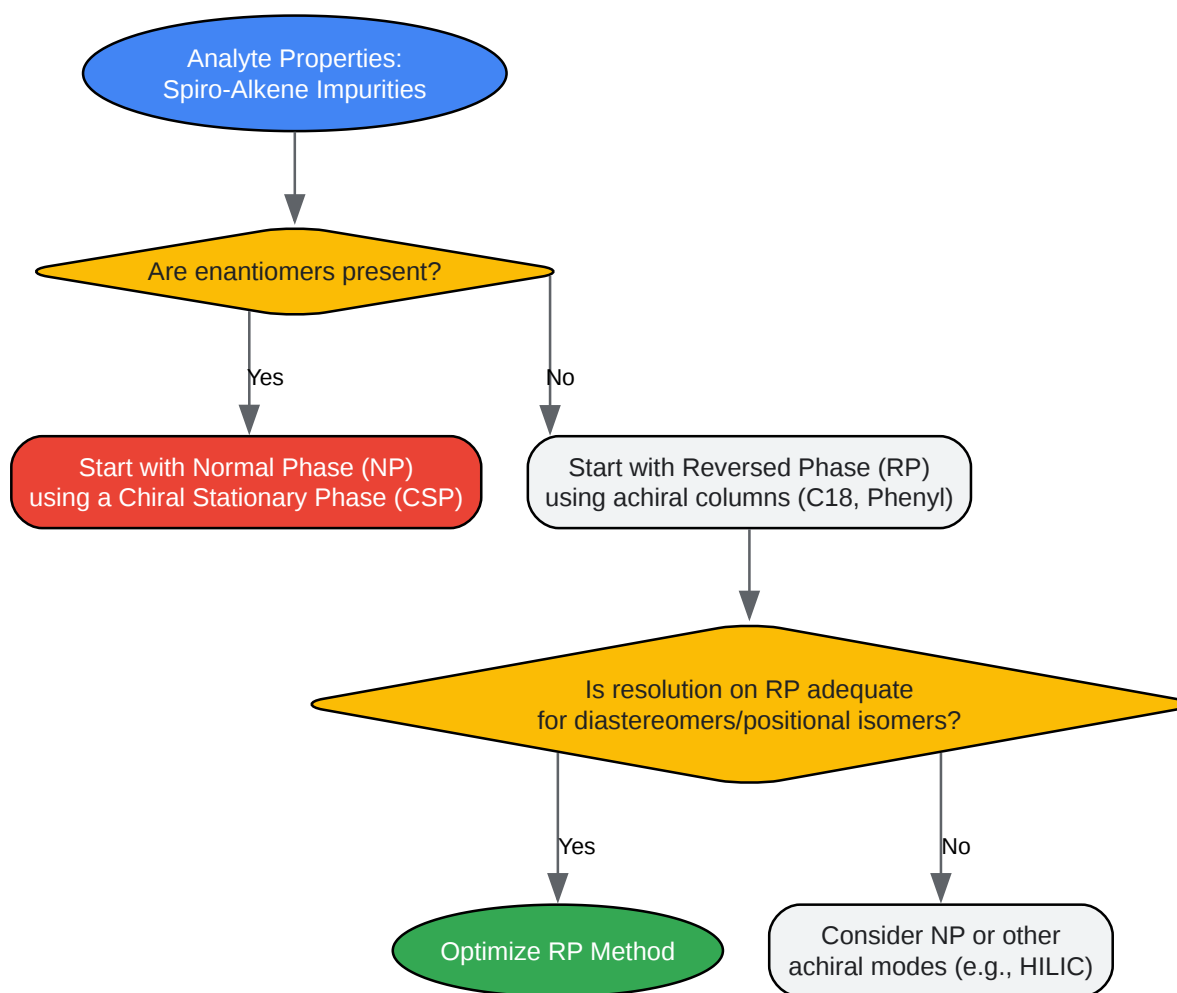 Analyte Properties:
Spiro-Alkene Impurities
Are enantiomers present?
Yes
No
Start with Normal Phase (NP)
using a Chiral Stationary Phase (CSP)
Start with Reversed Phase (RP)
using achiral columns (C18, Phenyl)
Is resolution on RP adequate
for diastereomers/positional isomers?
Yes
No
Optimize RP Method
Consider NP or other
achiral modes (e.g., HILIC)